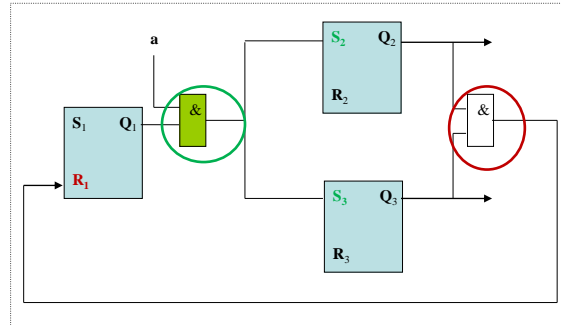 a
S₁ Q₁
R₁
&
S₂ Q₂
R₂
S₃ Q₃
R₃
&